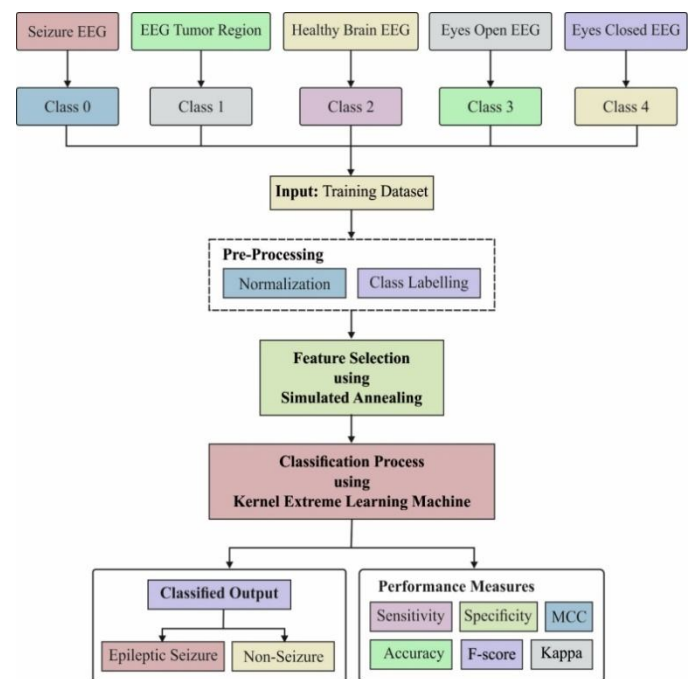 Seizure EEG
EEG Tumor Region
Healthy Brain EEG
Eyes Open EEG
Eyes Closed EEG
Class 0
Class 1
Class 2
Class 3
Class 4
Input: Training Dataset
Pre-Processing
Normalization
Class Labelling
Feature Selection
using
Simulated Annealing
Classification Process
using
Kernel Extreme Learning Machine
Classified Output
Epileptic Seizure
Non-Seizure
Performance Measures
Sensitivity
Specificity
MCC
Accuracy
F-score
Kappa